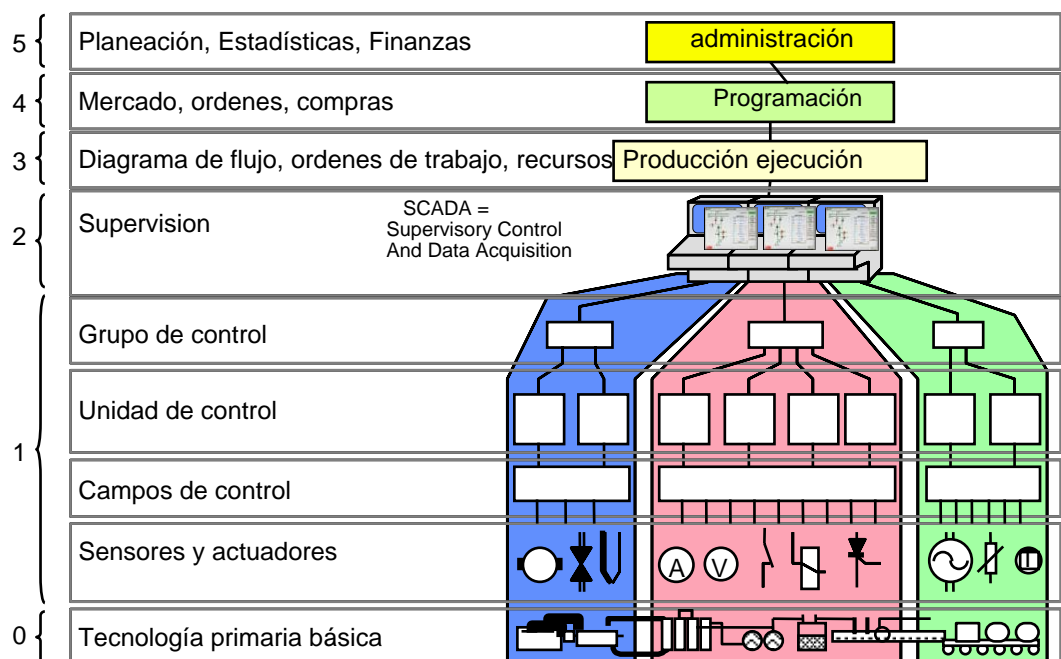 5 Planeación, Estadísticas, Finanzas administración
4 Mercado, ordenes, compras Programación
3 Diagrama de flujo, ordenes de trabajo, recursos Producción ejecución
2 Supervision
SCADA =
Supervisory Control
And Data Acquisition
1
Grupo de control
Unidad de control
Campos de control
Sensores y actuadores
A V
0 Tecnología primaria básica